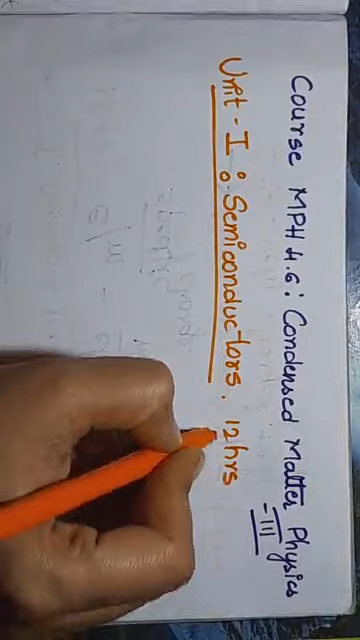 Course MPH 4.6: Condensed Matter Physics
-III
Unit-I: Semiconductors. 12hrs